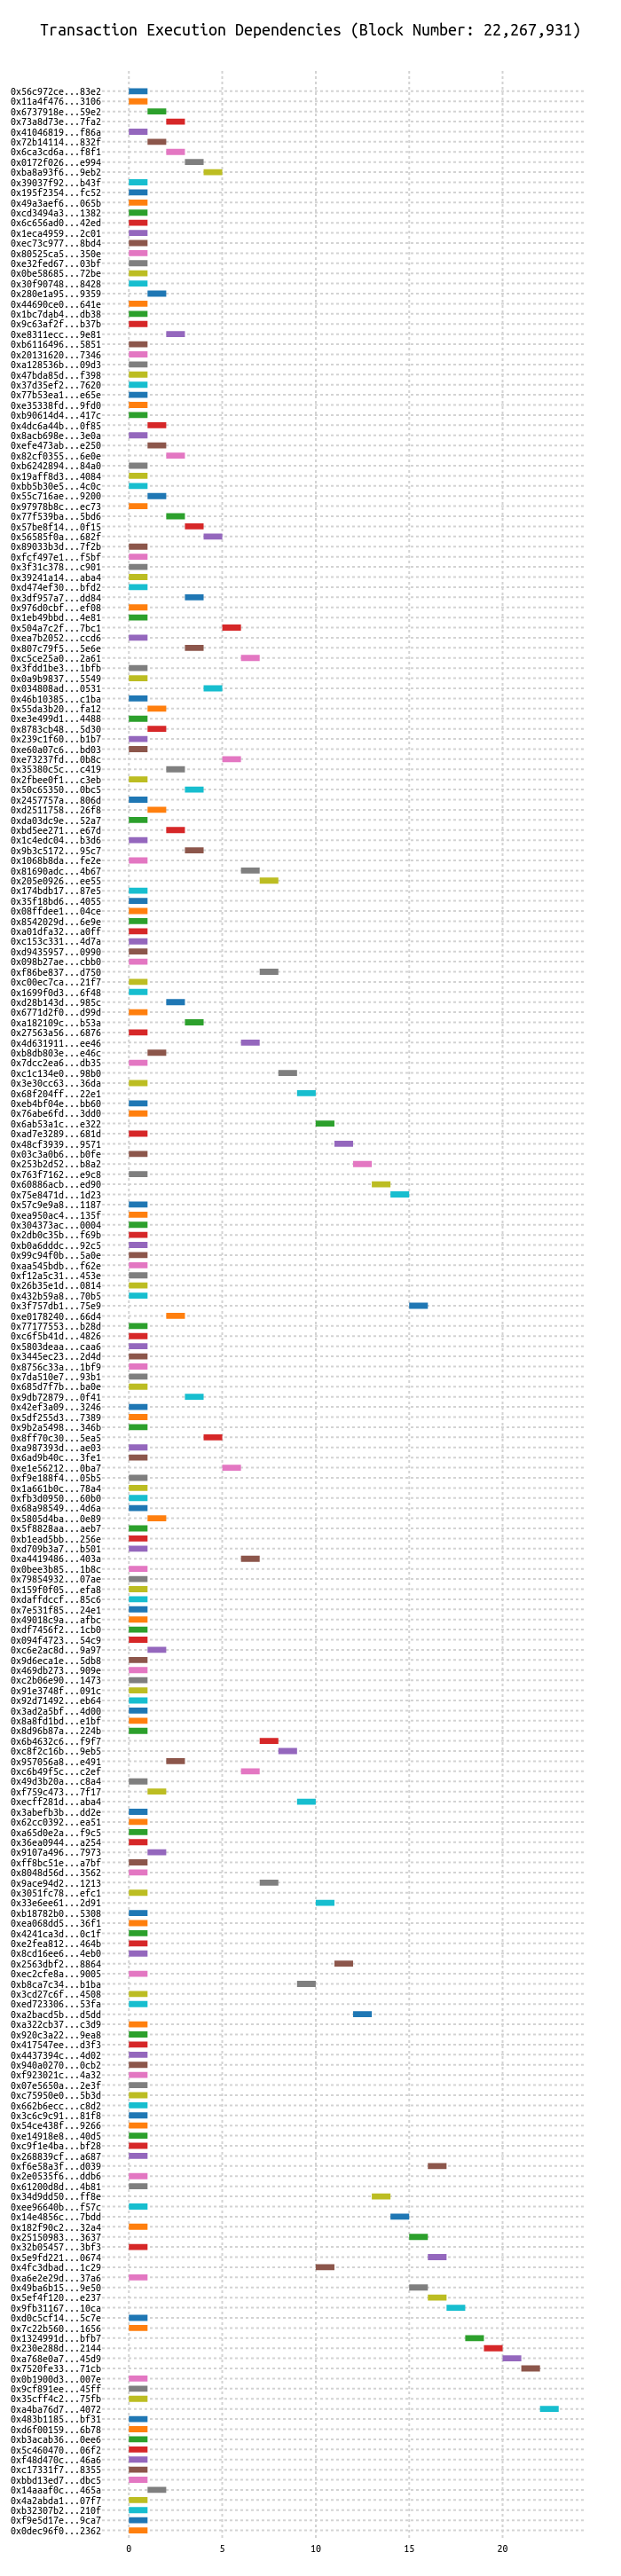 Transaction Execution Dependencies (Block Number: 22,267,931)
0x56c972ce...83e2
0x11a4f476...3106
0x6737918e...59e2
0x73a8d73e...7fa2
0x41046819...f86a
0x72b14114...832f
0x6ca3cd6a...f8f1
0x0172f026...e994
0xba8a93f6...9eb2
0x39037f92...b43f
0x195f2354...fc52
0x49a3aef6...065b
0xcd3494a3...1382
0x6c656ad0...42ed
0x1eca4959...2c01
0xec73c977...8bd4
0x80525ca5...350e
0xe32fed67...03bf
0x0be58685...72be
0x30f90748...8428
0x280e1a95...9359
0x44690ce0...641e
0x1bc7dab4...db38
0x9c63af2f...b37b
0xe8311ecc...9e81
0xb6116496...5851
0x20131620...7346
0xa128536b...09d3
0x47bda85d...f398
0x37d35ef2...7620
0x77b53ea1...e65e
0xe35338fd...9fd0
0xb90614d4...417c
0x4dc6a44b...0f85
0x8acb698e...3e0a
0xefe473ab...e250
0x82cf0355...6e0e
0xb6242894...84a0
0x19aff8d3...4084
0xbb5b30e5...4c0c
0x55c716ae...9200
0x97978b8c...ec73
0x77f539ba...5bd6
0x57be8f14...0f15
0x56585f0a...682f
0x89033b3d...7f2b
0xfcf497e1...f5bf
0x3f31c378...c901
0x39241a14...aba4
0xd474ef30...bfd2
0x3df957a7...dd84
0x976d0cbf...ef08
0x1eb49bbd...4e81
0x504a7c2f...7bc1
0xea7b2052...ccd6
0x807c79f5...5e6e
0xc5ce25a0...2a61
0x3fdd1be3...1bfb
0x0a9b9837...5549
0x034808ad...0531
0x46b10385...c1ba
0x55da3b20...fa12
0xe3e499d1...4488
0x8783cb48...5d30
0x239c1f60...b1b7
0xe60a07c6...bd03
0xe73237fd...0b8c
0x35380c5c...c419
0x2fbee0f1...c3eb
0x50c65350...0bc5
0x2457757a...806d
0xd2511758...26f8
0xda03dc9e...52a7
0xbd5ee271...e67d
0x1c4edc04...b3d6
0x9b3c5172...95c7
0x1068b8da...fe2e
0x81690adc...4b67
0x205e0926...ee55
0x174bdb17...87e5
0x35f18bd6...4055
0x08ffdee1...04ce
0x8542029d...6e9e
0xa01dfa32...a0ff
0xc153c331...4d7a
0xd9435957...0990
0x098b27ae...cbb0
0xf86be837...d750
0xc00ec7ca...21f7
0x1699f0d3...6f48
0xd28b143d...985c
0x6771d2f0...d99d
0xa182109c...b53a
0x27563a56...6876
0x4d631911...ee46
0xb8db803e...e46c
0x7dcc2ea6...db35
0xc1c134e0...98b0
0x3e30cc63...36da
0x68f204ff...22e1
0xeb4bf04e...bb60
0x76abe6fd...3dd0
0x6ab53a1c...e322
0xad7e3289...681d
0x48cf3939...9571
0x03c3a0b6...b0fe
0x253b2d52...b8a2
0x763f7162...e9c8
0x60886acb...ed90
0x75e8471d...1d23
0x57c9e9a8...1187
0xea950ac4...135f
0x304373ac...0004
0x2db0c35b...f69b
0xb0a6dddc...92c5
0x99c94f0b...5a0e
0xaa545bdb...f62e
0xf12a5c31...453e
0x26b35e1d...0814
0x432b59a8...70b5
0x3f757db1...75e9
0xe0178240...66d4
0x77177553...b28d
0xc6f5b41d...4826
0x5803deaa...caa6
0x3445ec23...2d4d
0x8756c33a...1bf9
0x7da510e7...93b1
0x685d7f7b...ba0e
0x9db72879...0f41
0x42ef3a09...3246
0x5df255d3...7389
0x9b2a5498...346b
0x8ff70c30...5ea5
0xa987393d...ae03
0x6ad9b40c...3fe1
0xe1e56212...0ba7
0xf9e188f4...05b5
0x1a661b0c...78a4
0xfb3d0950...60b0
0x68a98549...4d6a
0x5805d4ba...0e89
0x5f8828aa...aeb7
0xb1ead5bb...256e
0xd709b3a7...b501
0xa4419486...403a
0x0bee3b85...1b8c
0x79854932...07ae
0x159f0f05...efa8
0xdaffdccf...85c6
0x7e531f85...24e1
0x49018c9a...afbc
0xdf7456f2...1cb0
0x094f4723...54c9
0xc6e2ac8d...9a97
0x9d6eca1e...5db8
0x469db273...909e
0xc2b06e90...1473
0x91e3748f...091c
0x92d71492...eb64
0x3ad2a5bf...4d00
0x8a8fd1bd...e1bf
0x8d96b87a...224b
0x6b4632c6...f9f7
0xc8f2c16b...9eb5
0x957056a8...e491
0xc6b49f5c...c2ef
0x49d3b20a...c8a4
0xf759c473...7f17
0xecff281d...aba4
0x3abefb3b...dd2e
0x62cc0392...ea51
0xa65d0e2a...f9c5
0x36ea0944...a254
0x9107a496...7973
0xff8bc51e...a7bf
0x8048d56d...3562
0x9ace94d2...1213
0x3051fc78...efc1
0x33e6ee61...2d91
0xb18782b0...5308
0xea068dd5...36f1
0x4241ca3d...0c1f
0xe2fea812...464b
0x8cd16ee6...4eb0
0x2563dbf2...8864
0xec2cfe8a...9005
0xb8ca7c34...b1ba
0x3cd27c6f...4508
0xed723306...53fa
0xa2bacd5b...d5dd
0xa322cb37...c3d9
0x920c3a22...9ea8
0x417547ee...d3f3
0x4437394c...4d02
0x940a0270...0cb2
0xf923021c...4a32
0x07e5650a...2e3f
0xc75950e0...5b3d
0x662b6ecc...c8d2
0x3c6c9c91...81f8
0x54ce438f...9266
0xe14918e8...40d5
0xc9f1e4ba...bf28
0x268839cf...a687
0xf6e58a3f...d039
0x2e0535f6...ddb6
0x61200d8d...4b81
0x34d9dd50...ff8e
0xee96640b...f57c
0x14e4856c...7bdd
0x182f90c2...32a4
0x25150983...3637
0x32b05457...3bf3
0x5e9fd221...0674
0x4fc3dbad...1c29
0xa6e2e29d...37a6
0x49ba6b15...9e50
0x5ef4f120...e237
0x9fb31167...10ca
0xd0c5cf14...5c7e
0x7c22b560...1656
0x1324991d...bfb7
0x230e288d...2144
0xa768e0a7...45d9
0x7520fe33...71cb
0x0b1900d3...007e
0x9cf891ee...45ff
0x35cff4c2...75fb
0xa4ba76d7...4072
0x483b1185...bf31
0xd6f00159...6b78
0xb3acab36...0ee6
0x5c460470...06f2
0xf48d470c...46a6
0xc17331f7...8355
0xbbd13ed7...dbc5
0x14aaaf0c...465a
0x4a2abda1...07f7
0xb32307b2...210f
0xf9e5d17e...9ca7
0x0dec96f0...2362
0 5 10 15 20